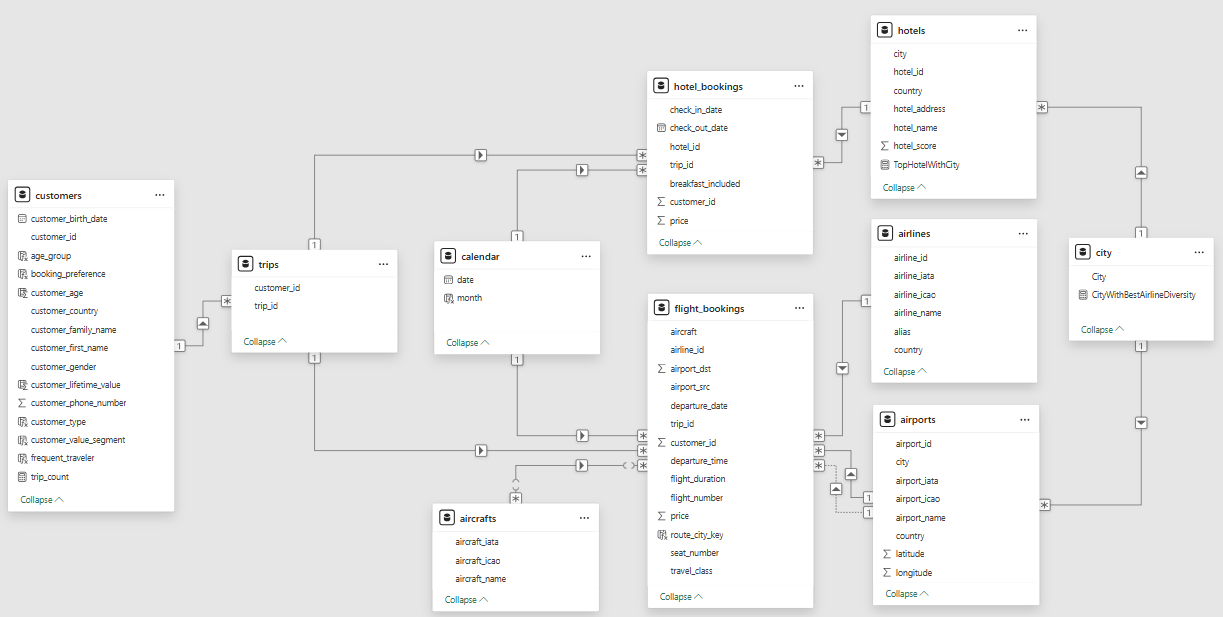 customers
customer_birth_date
customer_id
age_group
booking_preference
customer_age
customer_country
customer_family_name
customer_first_name
customer_gender
customer_lifetime_value
customer_phone_number
customer_type
customer_value_segment
frequent_traveler
trip_count
Collapse
trips
customer_id
trip_id
Collapse
calendar
date
month
Collapse
aircrafts
aircraft_iata
aircraft_icao
aircraft_name
Collapse
hotel_bookings
check_in_date
check_out_date
hotel_id
trip_id
breakfast_included
customer_id
price
Collapse
flight_bookings
aircraft
airline_id
airport_dst
airport_src
departure_date
trip_id
customer_id
departure_time
flight_duration
flight_number
price
route_city_key
seat_number
travel_class
Collapse
hotels
city
hotel_id
country
hotel_address
hotel_name
hotel_score
TopHotelWithCity
Collapse
airlines
airline_id
airline_iata
airline_icao
airline_name
alias
country
Collapse
airports
airport_id
city
airport_iata
airport_icao
airport_name
country
latitude
longitude
Collapse
city
City
CityWithBestAirlineDiversity
Collapse
1
*
1
*
1
*
1
*
1
*
*
*
1
*
1
*
1
*
1
*
1
*
1
*